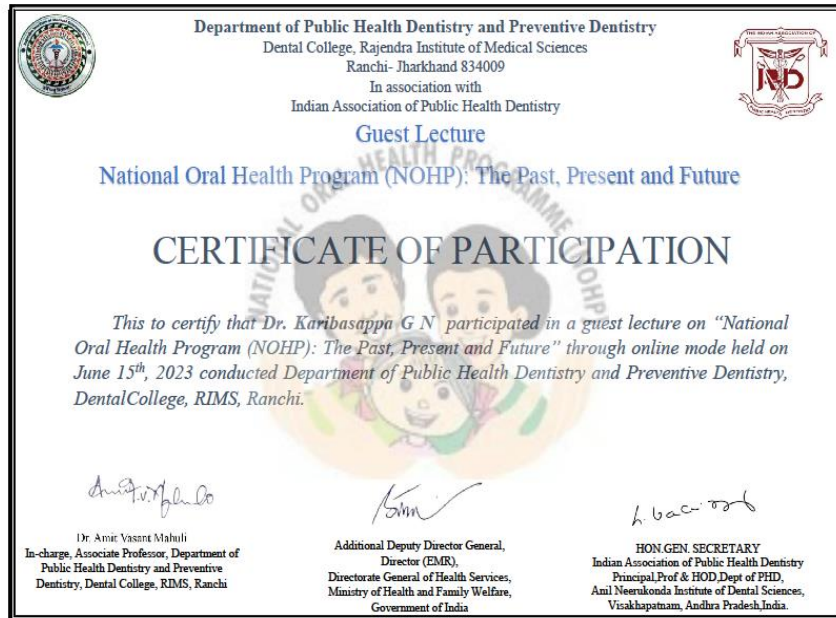 Department of Public Health Dentistry and Preventive Dentistry
Dental College, Rajendra Institute of Medical Sciences
Ranchi- Jharkhand 834009
In association with
Indian Association of Public Health Dentistry
Guest Lecture
National Oral Health Program (NOHP): The Past, Present and Future
NATIONAL ORAL HEALTH PROGRAMME (NOHP)
CERTIFICATE OF PARTICIPATION
This to certify that Dr. Karibasappa G N participated in a guest lecture on “National
Oral Health Program (NOHP): The Past, Present and Future” through online mode held on
June 15th, 2023 conducted Department of Public Health Dentistry and Preventive Dentistry,
DentalCollege, RIMS, Ranchi.
Dr. Amit Vasant Mahuli
In-charge, Associate Professor, Department of
Public Health Dentistry and Preventive
Dentistry, Dental College, RIMS, Ranchi
Additional Deputy Director General,
Director (EMR),
Directorate General of Health Services,
Ministry of Health and Family Welfare,
Government of India
HON.GEN. SECRETARY
Indian Association of Public Health Dentistry
Principal,Prof & HOD,Dept of PHD,
Anil Neerukonda Institute of Dental Sciences,
Visakhapatnam, Andhra Pradesh,India.